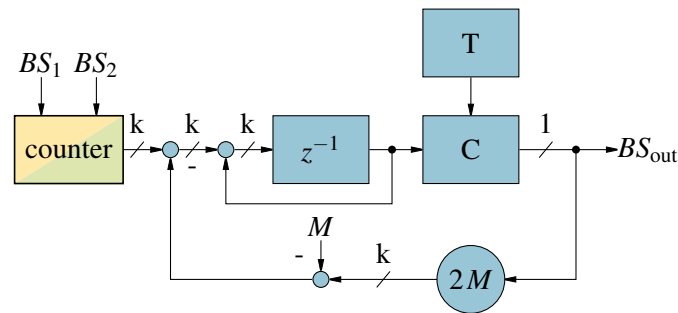 T
BS₁ BS₂
k k k 1
counter z⁻¹ C BSout
-
M
- k
2M